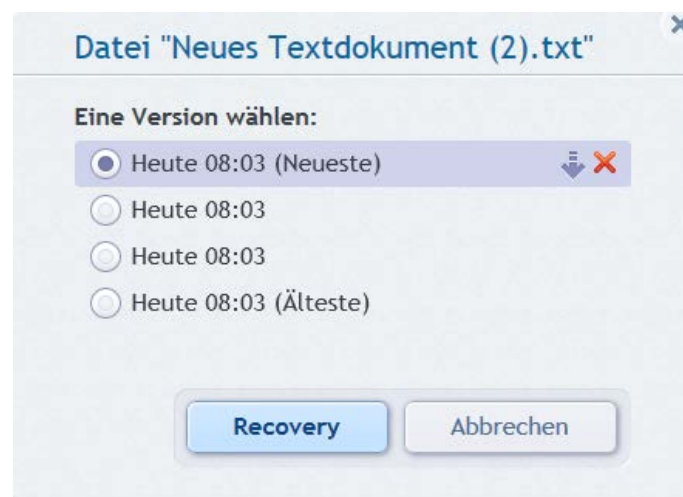 Datei "Neues Textdokument (2).txt"
Eine Version wählen:
Heute 08:03 (Neueste)
Heute 08:03
Heute 08:03
Heute 08:03 (Älteste)
Recovery Abbrechen